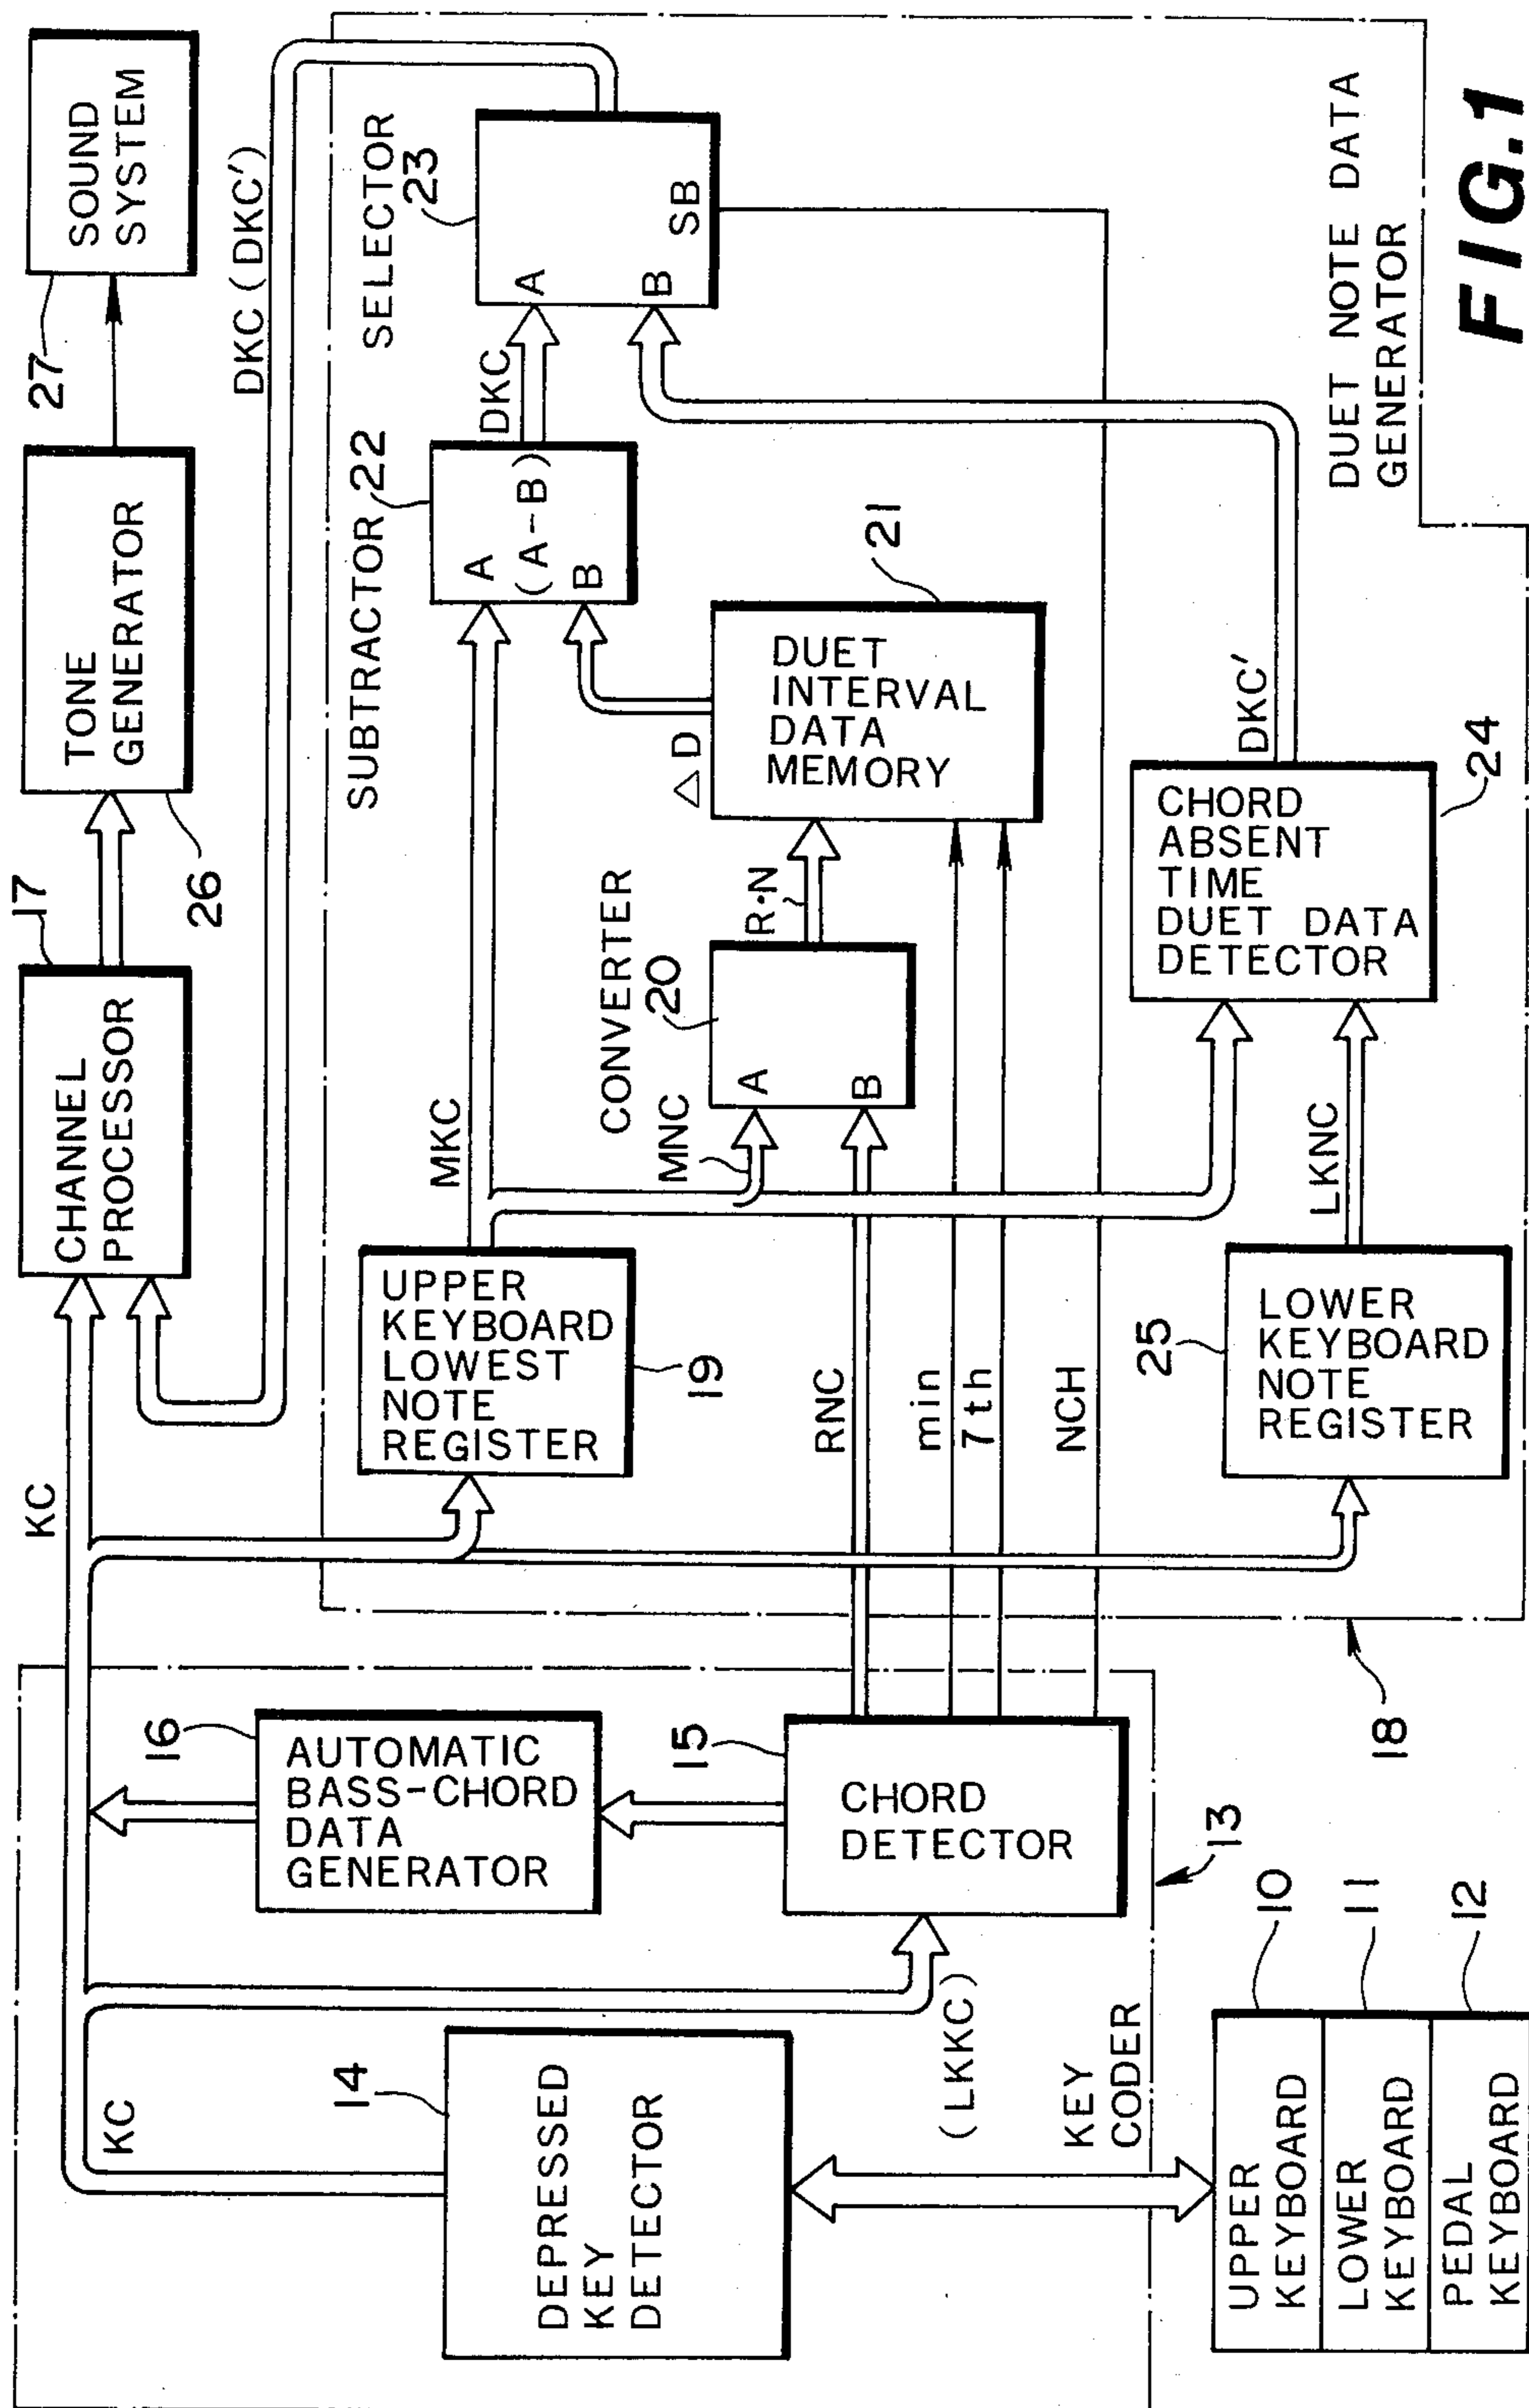 FIG.1
KC
KC
DEPRESSED
KEY
DETECTOR
14
(LKKC)
KEY
CODER
UPPER
KEYBOARD
LOWER
KEYBOARD
PEDAL
KEYBOARD
10
11
12
13
16
AUTOMATIC
BASS-CHORD
DATA
GENERATOR
15
CHORD
DETECTOR
18
CHANNEL
PROCESSOR
17
TONE
GENERATOR
26
SOUND
SYSTEM
27
DKC (DKC')
UPPER
KEYBOARD
LOWEST
NOTE
REGISTER
19
MKC
MNC
RNC
min
7th
NCH
CONVERTER
20
A
B
R·N
SUBTRACTOR 22
A
(A-B)
B
△D
DUET
INTERVAL
DATA
MEMORY
21
DKC
SELECTOR
23
A
B
SB
25
LOWER
KEYBOARD
NOTE
REGISTER
LKNC
CHORD
ABSENT
TIME
DUET DATA
DETECTOR
24
DKC'
DUET NOTE DATA
GENERATOR